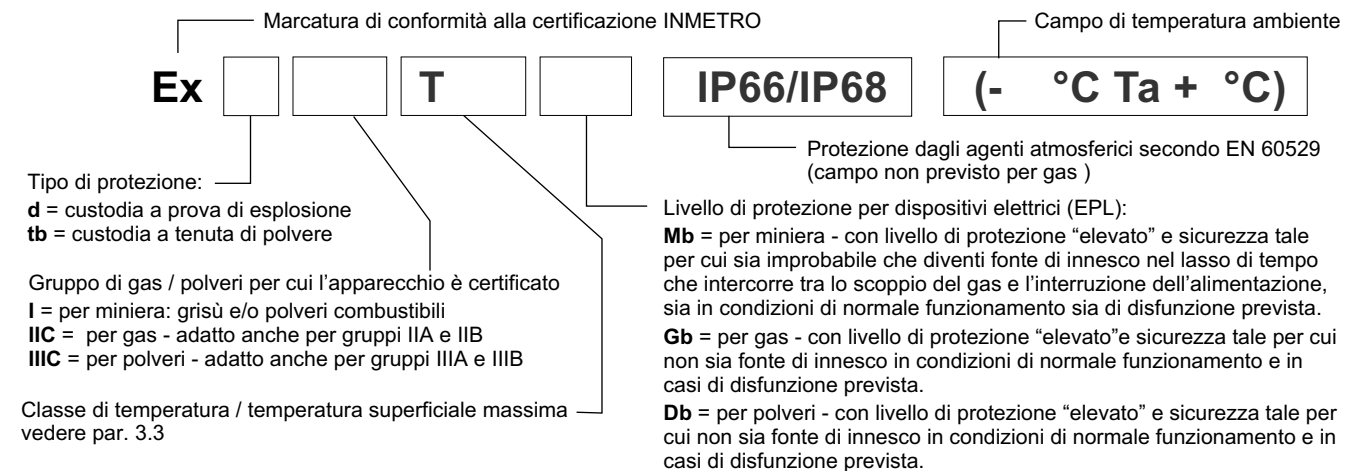 Marcatura di conformità alla certificazione INMETRO
Campo di temperatura ambiente
Ex T IP66/IP68 (- °C Ta + °C)
Protezione dagli agenti atmosferici secondo EN 60529
(campo non previsto per gas )
Tipo di protezione:
d = custodia a prova di esplosione
tb = custodia a tenuta di polvere
Gruppo di gas / polveri per cui l'apparecchio è certificato
I = per miniera: grisù e/o polveri combustibili
IIC = per gas - adatto anche per gruppi IIA e IIB
IIIC = per polveri - adatto anche per gruppi IIIA e IIIB
Classe di temperatura / temperatura superficiale massima
vedere par. 3.3
Livello di protezione per dispositivi elettrici (EPL):
Mb = per miniera - con livello di protezione “elevato” e sicurezza tale
per cui sia improbabile che diventi fonte di innesco nel lasso di tempo
che intercorre tra lo scoppio del gas e l'interruzione dell'alimentazione,
sia in condizioni di normale funzionamento sia di disfunzione prevista.
Gb = per gas - con livello di protezione “elevato”e sicurezza tale per cui
non sia fonte di innesco in condizioni di normale funzionamento e in
casi di disfunzione prevista.
Db = per polveri - con livello di protezione “elevato” e sicurezza tale per
cui non sia fonte di innesco in condizioni di normale funzionamento e in
casi di disfunzione prevista.